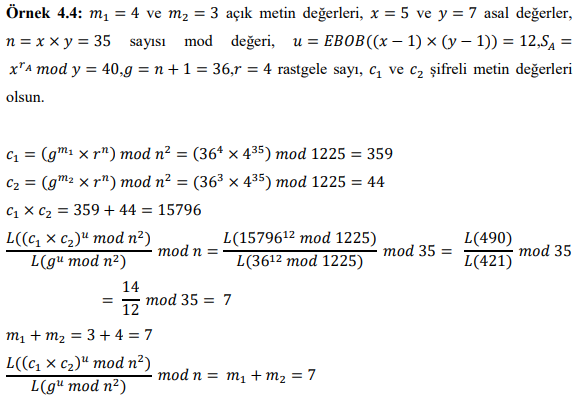 Örnek 4.4: m₁ = 4 ve m₂ = 3 açık metin değerleri, x = 5 ve y = 7 asal değerler,
n = x × y = 35 sayısı mod değeri, u = EBOB((x − 1) × (y − 1)) = 12,S_A =
x^{r_A} mod y = 40,g = n + 1 = 36,r = 4 rastgele sayı, c₁ ve c₂ şifreli metin değerleri
olsun.
c₁ = (g^{m₁} × rⁿ) mod n² = (36⁴ × 4³⁵) mod 1225 = 359
c₂ = (g^{m₂} × rⁿ) mod n² = (36³ × 4³⁵) mod 1225 = 44
c₁ × c₂ = 359 + 44 = 15796
L((c₁ × c₂)ᵘ mod n²) / L(gᵘ mod n²) mod n = L(15796¹² mod 1225) / L(36¹² mod 1225) mod 35 = L(490) / L(421) mod 35
= 14 / 12 mod 35 = 7
m₁ + m₂ = 3 + 4 = 7
L((c₁ × c₂)ᵘ mod n²) / L(gᵘ mod n²) mod n = m₁ + m₂ = 7